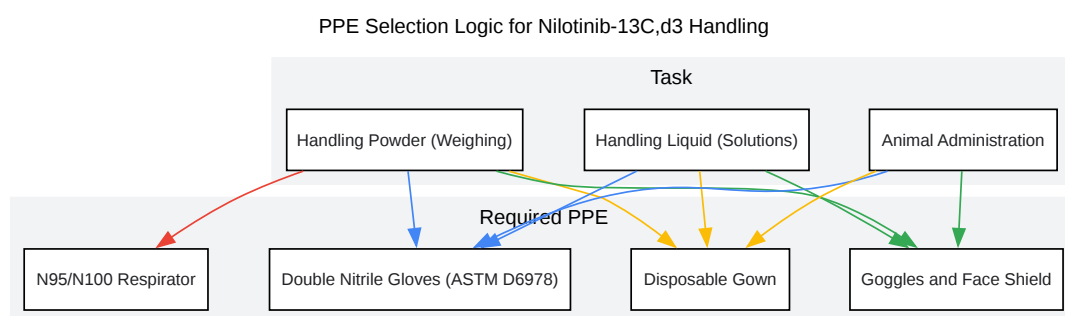 PPE Selection Logic for Nilotinib-13C,d3 Handling
Task
Handling Powder (Weighing)
Handling Liquid (Solutions)
Animal Administration
Required PPE
N95/N100 Respirator
Double Nitrile Gloves (ASTM D6978)
Disposable Gown
Goggles and Face Shield